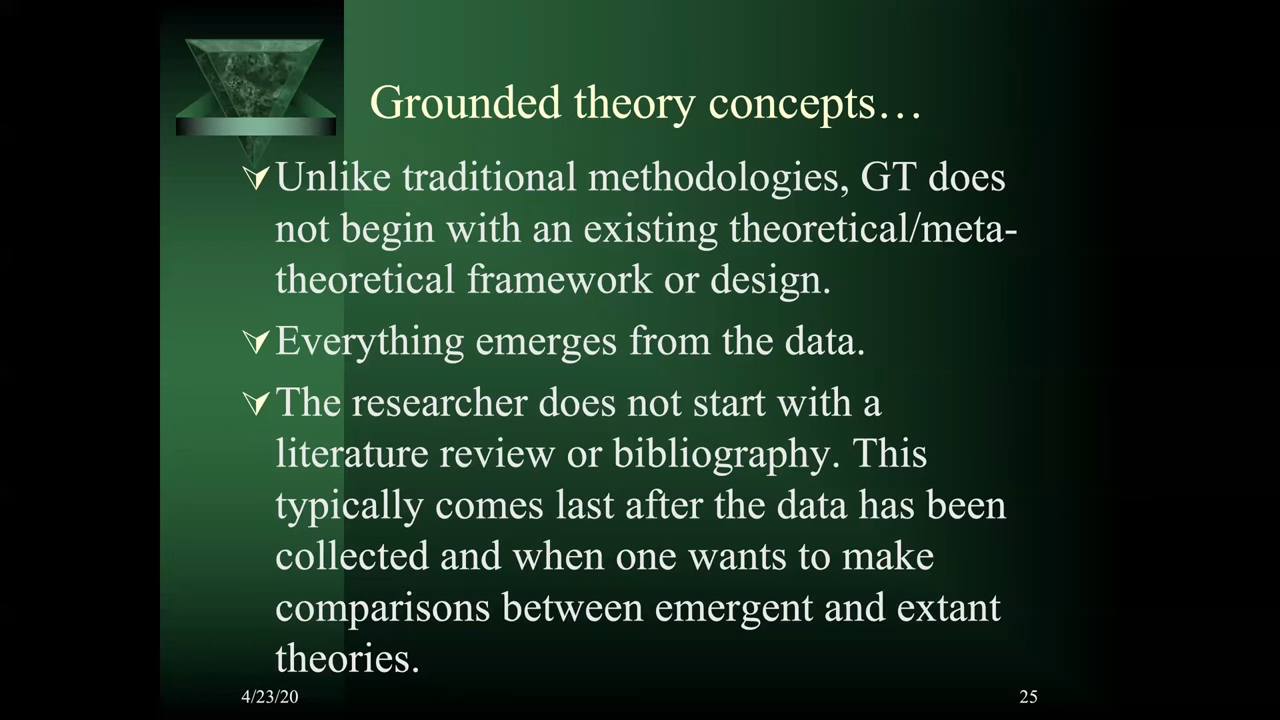 Grounded theory concepts…
Unlike traditional methodologies, GT does
not begin with an existing theoretical/meta-
theoretical framework or design.
Everything emerges from the data.
The researcher does not start with a
literature review or bibliography. This
typically comes last after the data has been
collected and when one wants to make
comparisons between emergent and extant
theories.
4/23/20
25